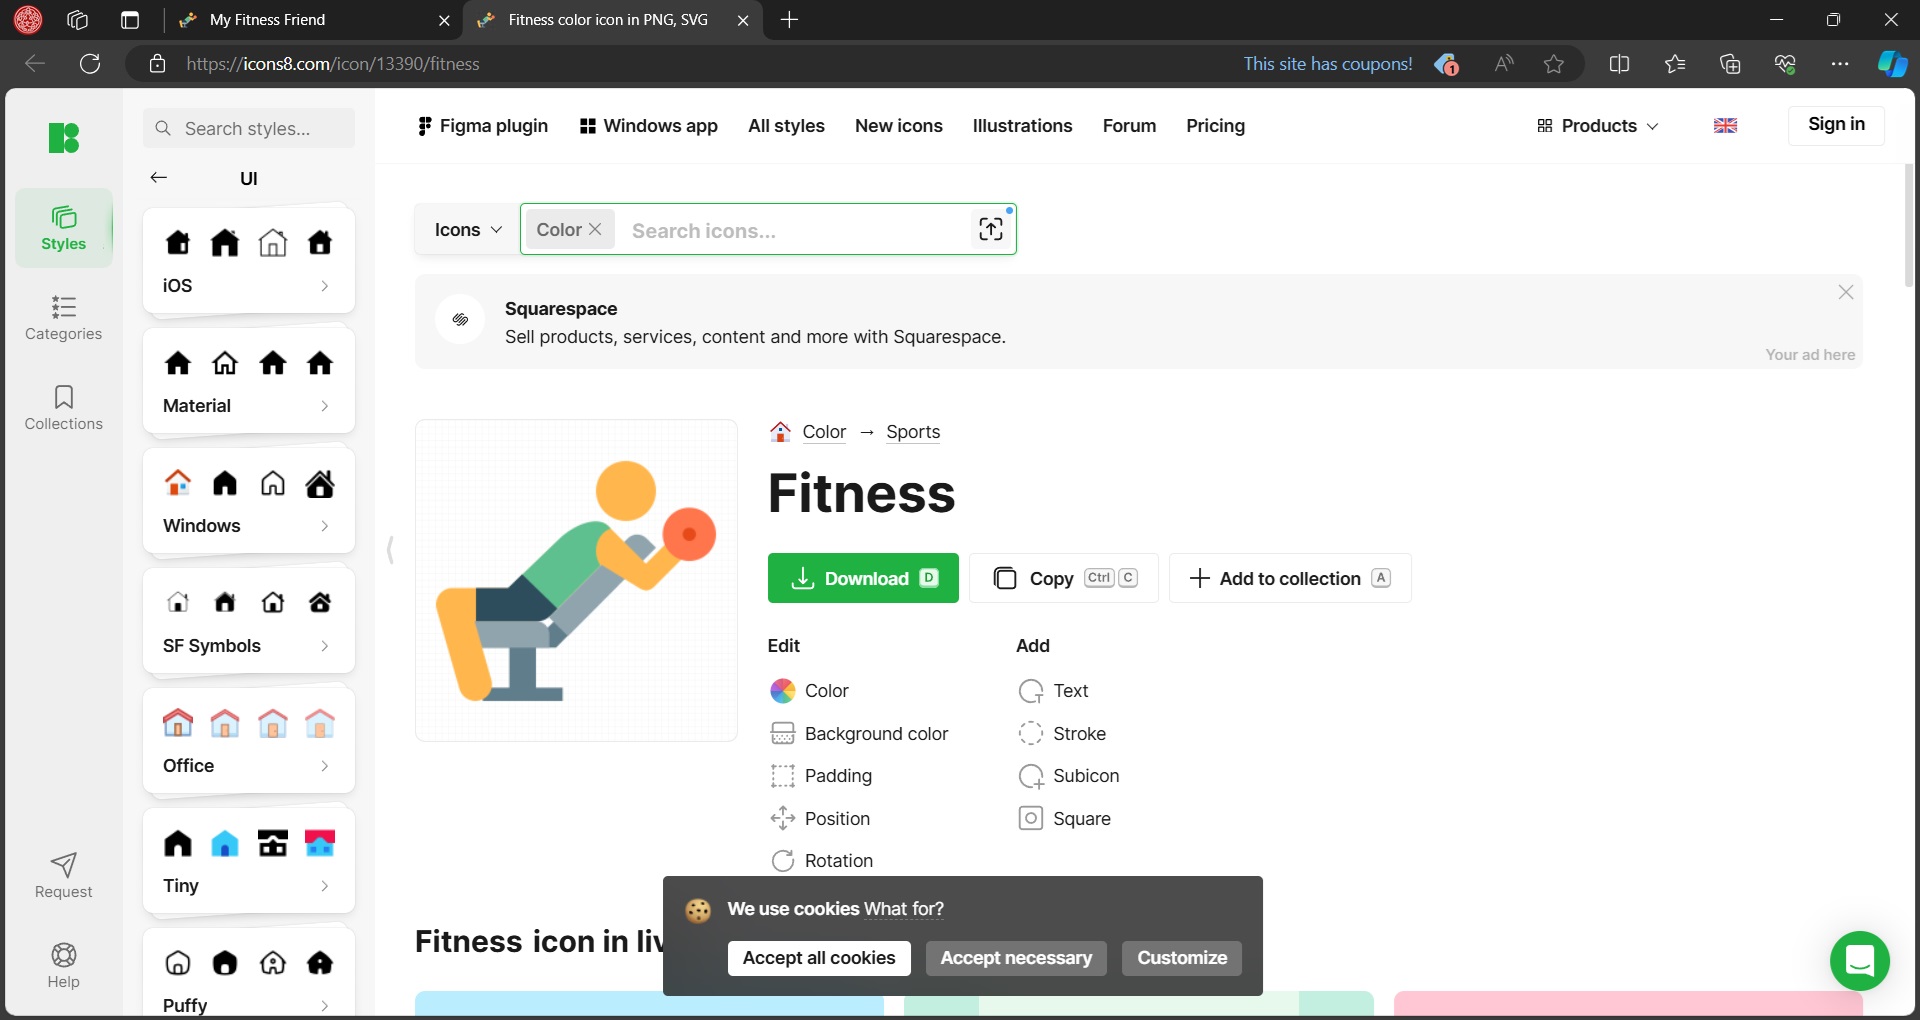 My Fitness Friend
Fitness color icon in PNG, SVG
https://icons8.com/icon/13390/fitness
This site has coupons!
1
Search styles...
UI
Styles
Categories
Collections
Request
Help
iOS
Material
Windows
SF Symbols
Office
Tiny
Puffy
Figma plugin
Windows app
All styles
New icons
Illustrations
Forum
Pricing
Products
Sign in
Icons
Color
Search icons...
Squarespace
Sell products, services, content and more with Squarespace.
Your ad here
Color → Sports
Fitness
Download D
Copy Ctrl C
Add to collection A
Edit
Color
Background color
Padding
Position
Rotation
Add
Text
Stroke
Subicon
Square
Fitness icon in liv
We use cookies What for?
Accept all cookies
Accept necessary
Customize